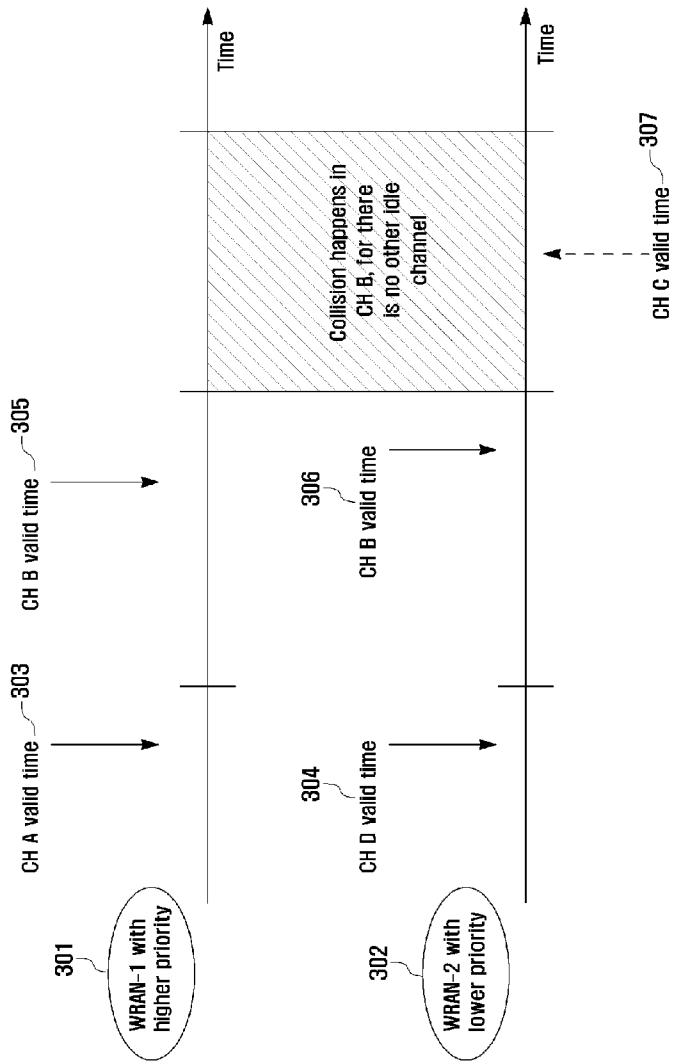 301
WRAN-1 with
higher priority
CH A valid time
303
CH B valid time
305
Time
302
WRAN-2 with
lower priority
304
CH D valid time
306
CH B valid time
Collision happens in
CH B, for there
is no other idle
channel
Time
CH C valid time
307